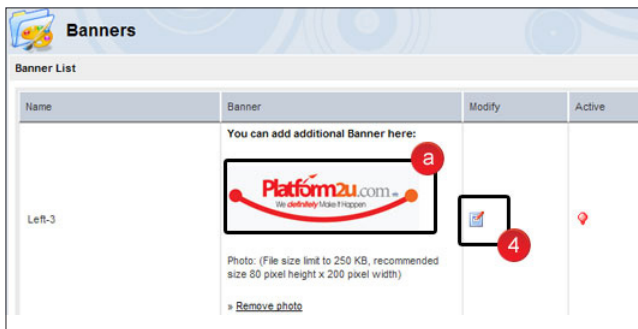 Banners
Banner List
Name Banner Modify Active
You can add additional Banner here:
a
Platform2u.com
We definitely Make It Happen
Left-3
4
Photo: (File size limit to 250 KB, recommended
size 80 pixel height x 200 pixel width)
» Remove photo